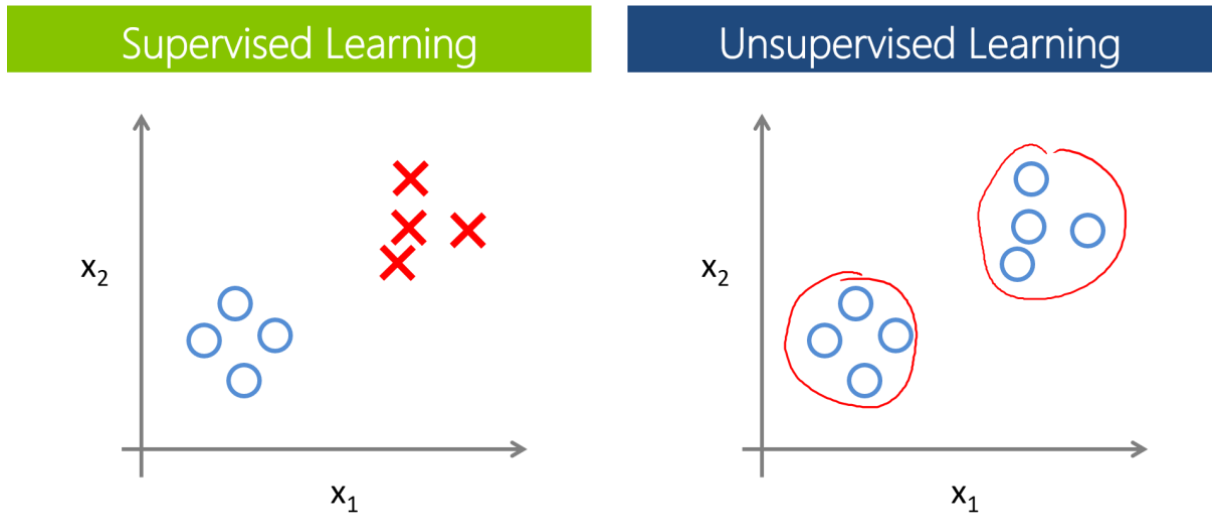 Supervised Learning
x₂
x₁
Unsupervised Learning
x₂
x₁